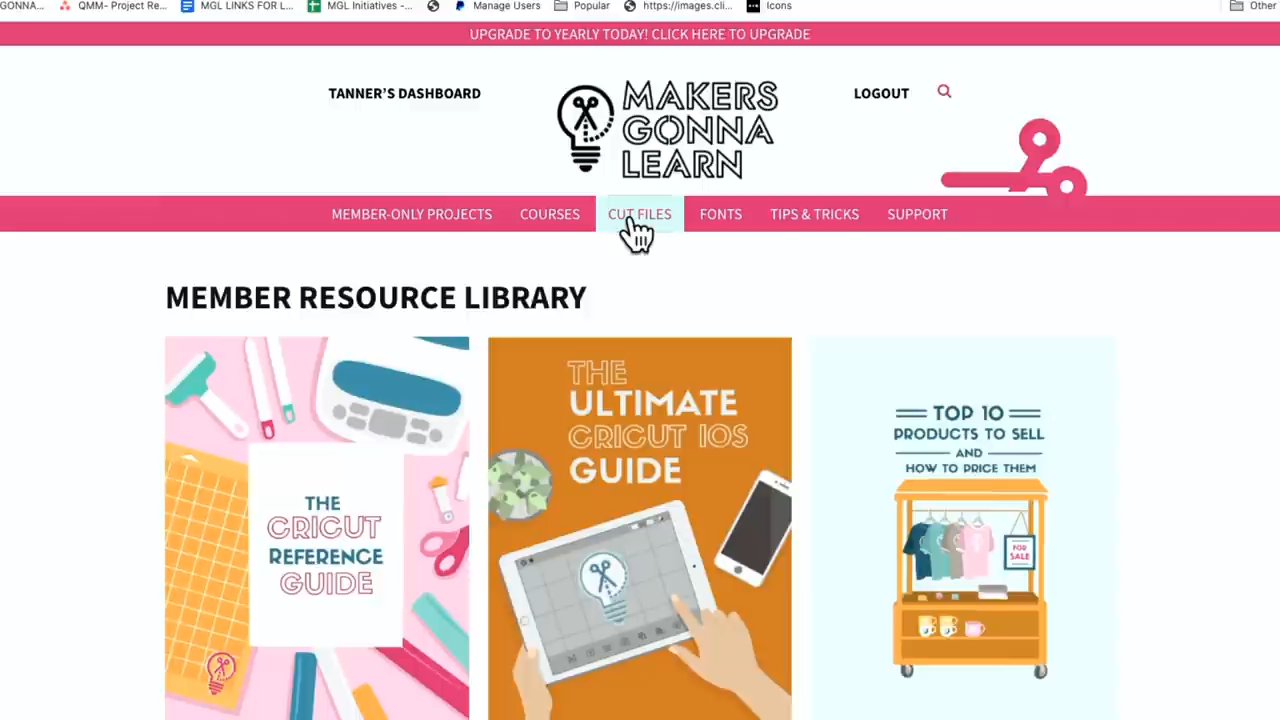 GONNA...
QMM- Project Re...
MGL LINKS FOR L...
MGL Initiatives -...
Manage Users
Popular
https://images.cli...
Icons
Other
UPGRADE TO YEARLY TODAY! CLICK HERE TO UPGRADE
TANNER'S DASHBOARD
MAKERS
GONNA
LEARN
LOGOUT
MEMBER-ONLY PROJECTS
COURSES
CUT FILES
FONTS
TIPS & TRICKS
SUPPORT
MEMBER RESOURCE LIBRARY
THE
CRICUT
REFERENCE
GUIDE
THE
ULTIMATE
CRICUT IOS
GUIDE
TOP 10
PRODUCTS TO SELL
AND
HOW TO PRICE THEM
FOR
SALE